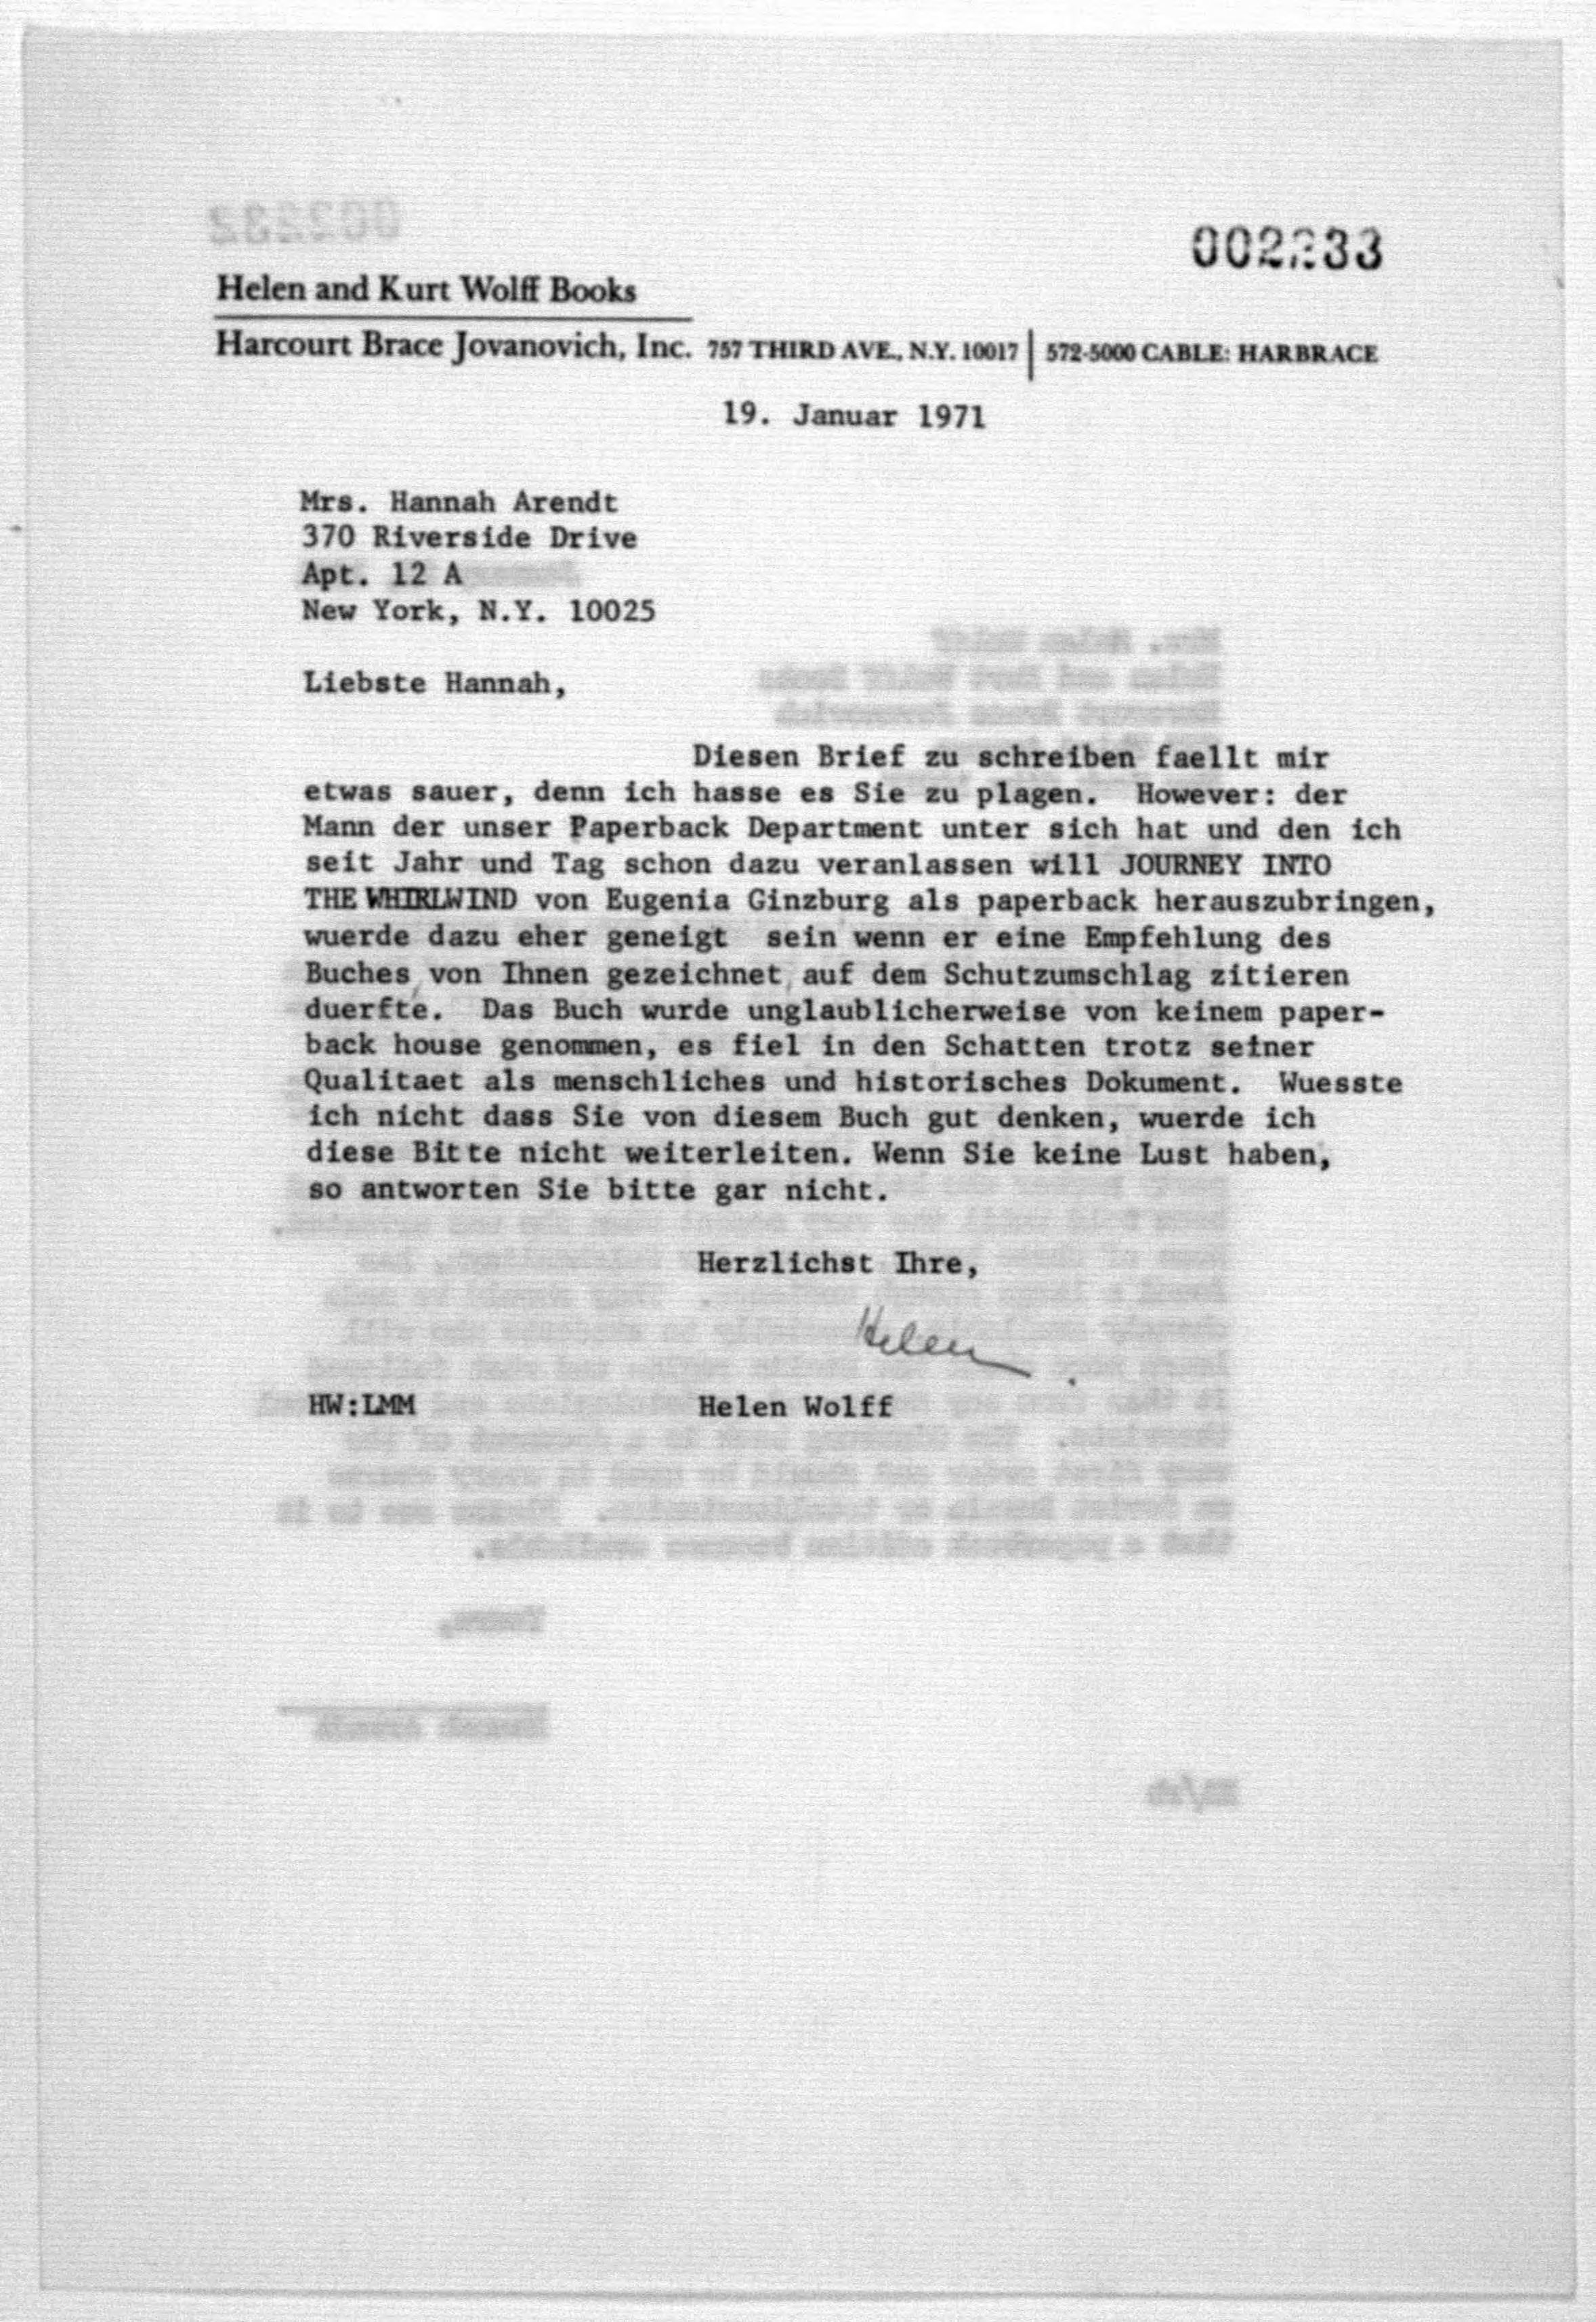 002233
Helen and Kurt Wolff Books
Harcourt Brace Jovanovich, Inc. 757 THIRD AVE., N.Y. 10017 | 572-5000 CABLE: HARBRACE
19. Januar 1971
Mrs. Hannah Arendt
370 Riverside Drive
Apt. 12 A
New York, N.Y. 10025
Liebste Hannah,
Diesen Brief zu schreiben faellt mir
etwas sauer, denn ich hasse es Sie zu plagen. However: der
Mann der unser Paperback Department unter sich hat und den ich
seit Jahr und Tag schon dazu veranlassen will JOURNEY INTO
THE WHIRLWIND von Eugenia Ginzburg als paperback herauszubringen,
wuerde dazu eher geneigt sein wenn er eine Empfehlung des
Buches, von Ihnen gezeichnet, auf dem Schutzumschlag zitieren
duerfte. Das Buch wurde unglaublicherweise von keinem paper-
back house genommen, es fiel in den Schatten trotz seiner
Qualitaet als menschliches und historisches Dokument. Wuesste
ich nicht dass Sie von diesem Buch gut denken, wuerde ich
diese Bitte nicht weiterleiten. Wenn Sie keine Lust haben,
so antworten Sie bitte gar nicht.
Herzlichst Ihre,
Helen
HW:LMM Helen Wolff